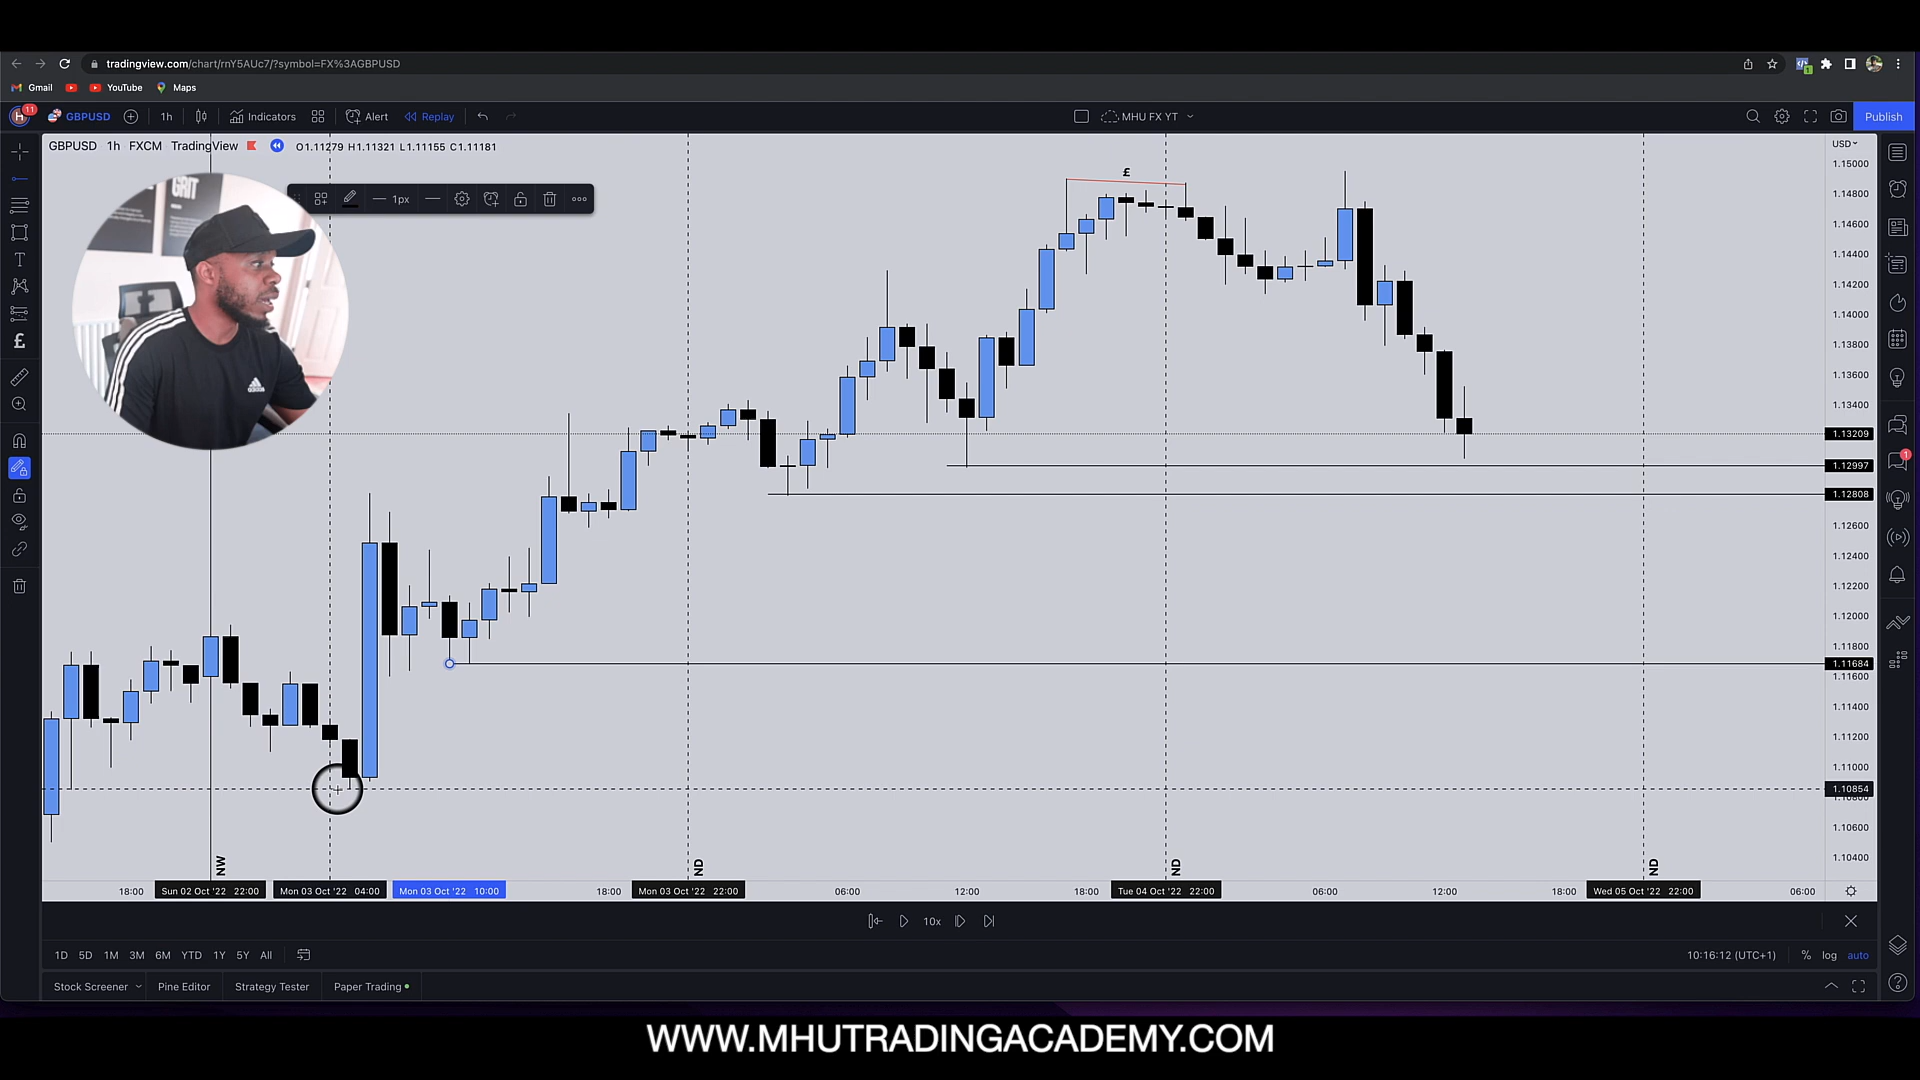 tradingview.com/chart/rnY5AUc7/?symbol=FX%3AGBPUSD
Gmail YouTube Maps
11 GBPUSD 1h Indicators Alert Replay MHU FX YT Publish
GBPUSD 1h FXCM TradingView O1.11279 H1.11321 L1.11155 C1.11181
USD
GRIT
1px
adidas
£
1.15000
1.14800
1.14600
1.14400
1.14200
1.14000
1.13800
1.13600
1.13400
1.13209
1.12997
1.12808
1.12600
1.12400
1.12200
1.12000
1.11800
1.11684
1.11600
1.11400
1.11200
1.11000
1.10854
1.10800
1.10600
1.10400
T
£
1
NW ND ND ND
18:00 Sun 02 Oct '22 22:00 Mon 03 Oct '22 04:00 Mon 03 Oct '22 10:00 18:00 Mon 03 Oct '22 22:00 06:00 12:00 18:00 Tue 04 Oct '22 22:00 06:00 12:00 18:00 Wed 05 Oct '22 22:00 06:00
10x
1D 5D 1M 3M 6M YTD 1Y 5Y All 10:16:12 (UTC+1) % log auto
Stock Screener Pine Editor Strategy Tester Paper Trading
WWW.MHUTRADINGACADEMY.COM